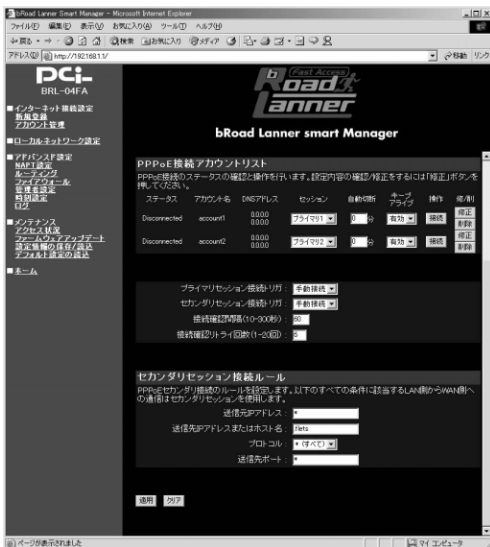 bRoad Lanner Smart Manager - Microsoft Internet Explorer
ファイル(F) 編集(E) 表示(V) お気に入り(A) ツール(T) ヘルプ(H)
戻る 検索 お気に入り メディア
アドレス(D) http://192.168.1.1/ 移動 リンク
PCi
BRL-04FA
■インターネット接続設定
新規登録
アカウント管理
■ローカルネットワーク設定
■アドバンスド設定
NAPT設定
ルーティング
ファイアウォール
管理者設定
時刻設定
ログ
■メンテナンス
アクセス状況
ファームウェアアップデート
設定情報の保存/読込
デフォルト設定の読込
■ホーム
b Road Lanner
Fast Access
bRoad Lanner smart Manager
PPPoE接続アカウントリスト
PPPoE接続のステータスの確認と操作を行います。設定内容の確認/修正をするには「修正」ボタンを押してください。
ステータス アカウント名 DNSアドレス セッション 自動切断 キープアライブ 操作 修/削
Disconnected account1 0.0.0.0 0.0.0.0 プライマリ1 0 分 有効 接続 修正 削除
Disconnected account2 0.0.0.0 0.0.0.0 プライマリ2 0 分 有効 接続 修正 削除
プライマリセッション接続トリガ : 手動接続
セカンダリセッション接続トリガ : 手動接続
接続確認間隔(10-300秒) : 60
接続確認リトライ回数(1-20回) : 5
セカンダリセッション接続ルール
PPPoEセカンダリ接続のルールを設定します。以下のすべての条件に該当するLAN側からWAN側への通信はセカンダリセッションを使用します。
送信元IPアドレス : *
送信先IPアドレスまたはホスト名 : .flets
プロトコル : * (すべて)
送信先ポート : *
適用 クリア
ページが表示されました マイ コンピュータ